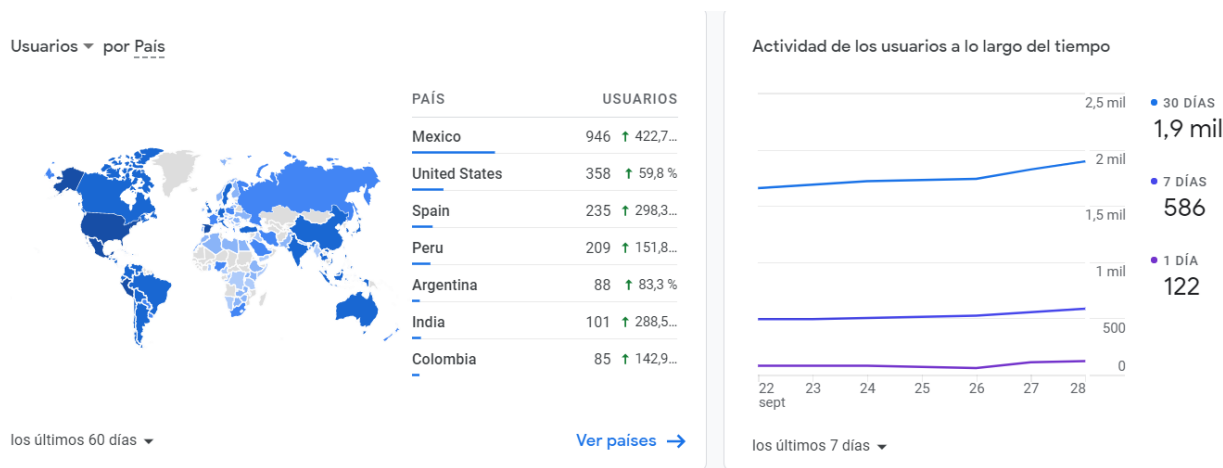 Usuarios por País
PAÍS USUARIOS
Mexico 946 ↑ 422,7...
United States 358 ↑ 59,8 %
Spain 235 ↑ 298,3...
Peru 209 ↑ 151,8...
Argentina 88 ↑ 83,3 %
India 101 ↑ 288,5...
Colombia 85 ↑ 142,9...
los últimos 60 días
Ver países →
Actividad de los usuarios a lo largo del tiempo
2,5 mil
2 mil
1,5 mil
1 mil
500
0
22 23 24 25 26 27 28
sept
30 DÍAS
1,9 mil
7 DÍAS
586
1 DÍA
122
los últimos 7 días